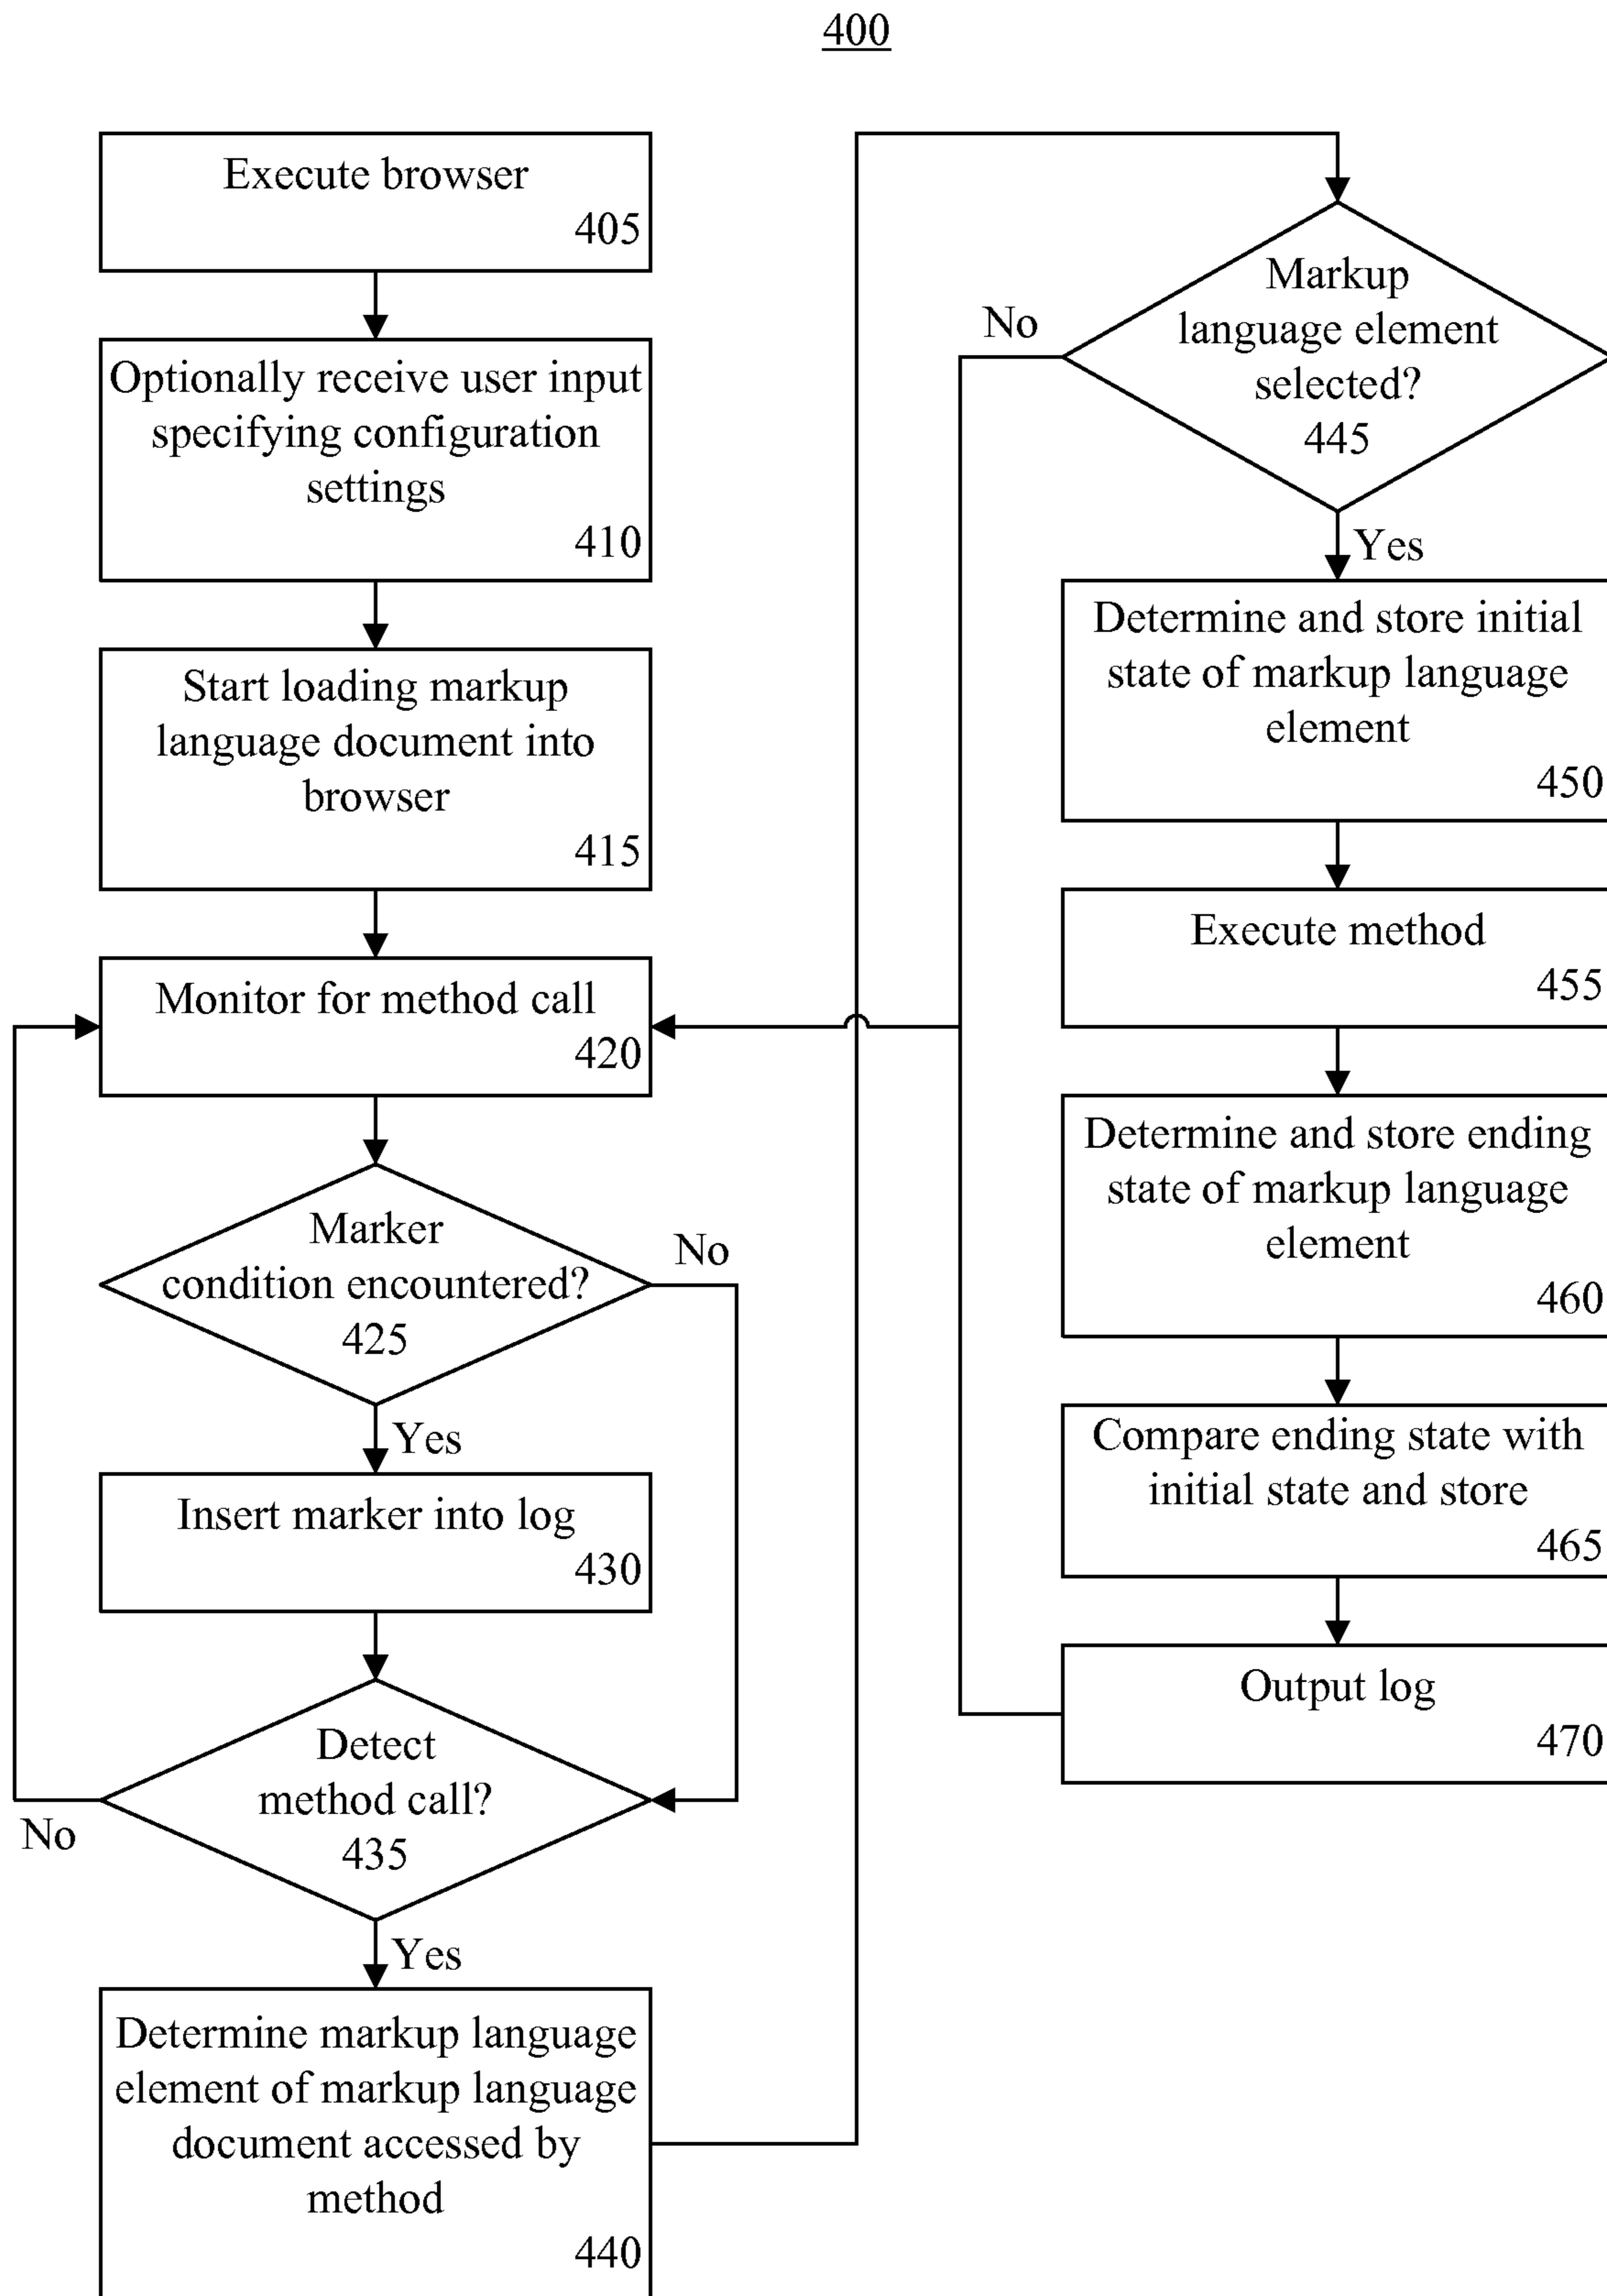 400
Execute browser
405
Optionally receive user input
specifying configuration
settings
410
Start loading markup
language document into
browser
415
Monitor for method call
420
Marker
condition encountered?
425
No
Yes
Insert marker into log
430
Detect
method call?
435
No
Yes
Determine markup language
element of markup language
document accessed by
method
440
Markup
language element
selected?
445
No
Yes
Determine and store initial
state of markup language
element
450
Execute method
455
Determine and store ending
state of markup language
element
460
Compare ending state with
initial state and store
465
Output log
470